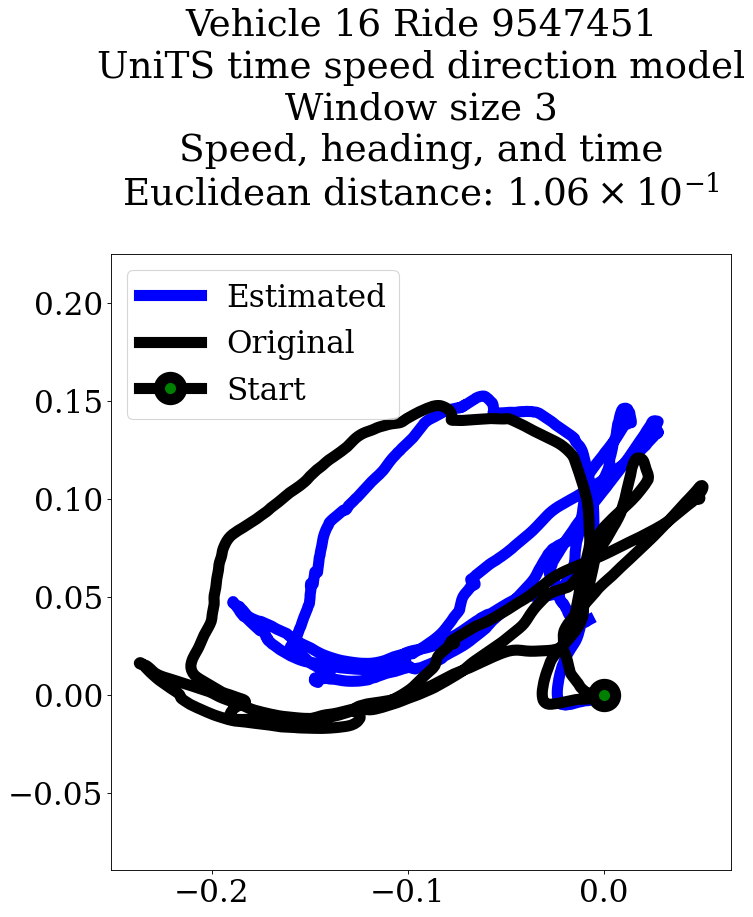 Vehicle 16 Ride 9547451
UniTS time speed direction model
Window size 3
Speed, heading, and time
Euclidean distance: 1.06 × 10⁻¹
Estimated
Original
Start
0.20
0.15
0.10
0.05
0.00
−0.05
−0.2
−0.1
0.0